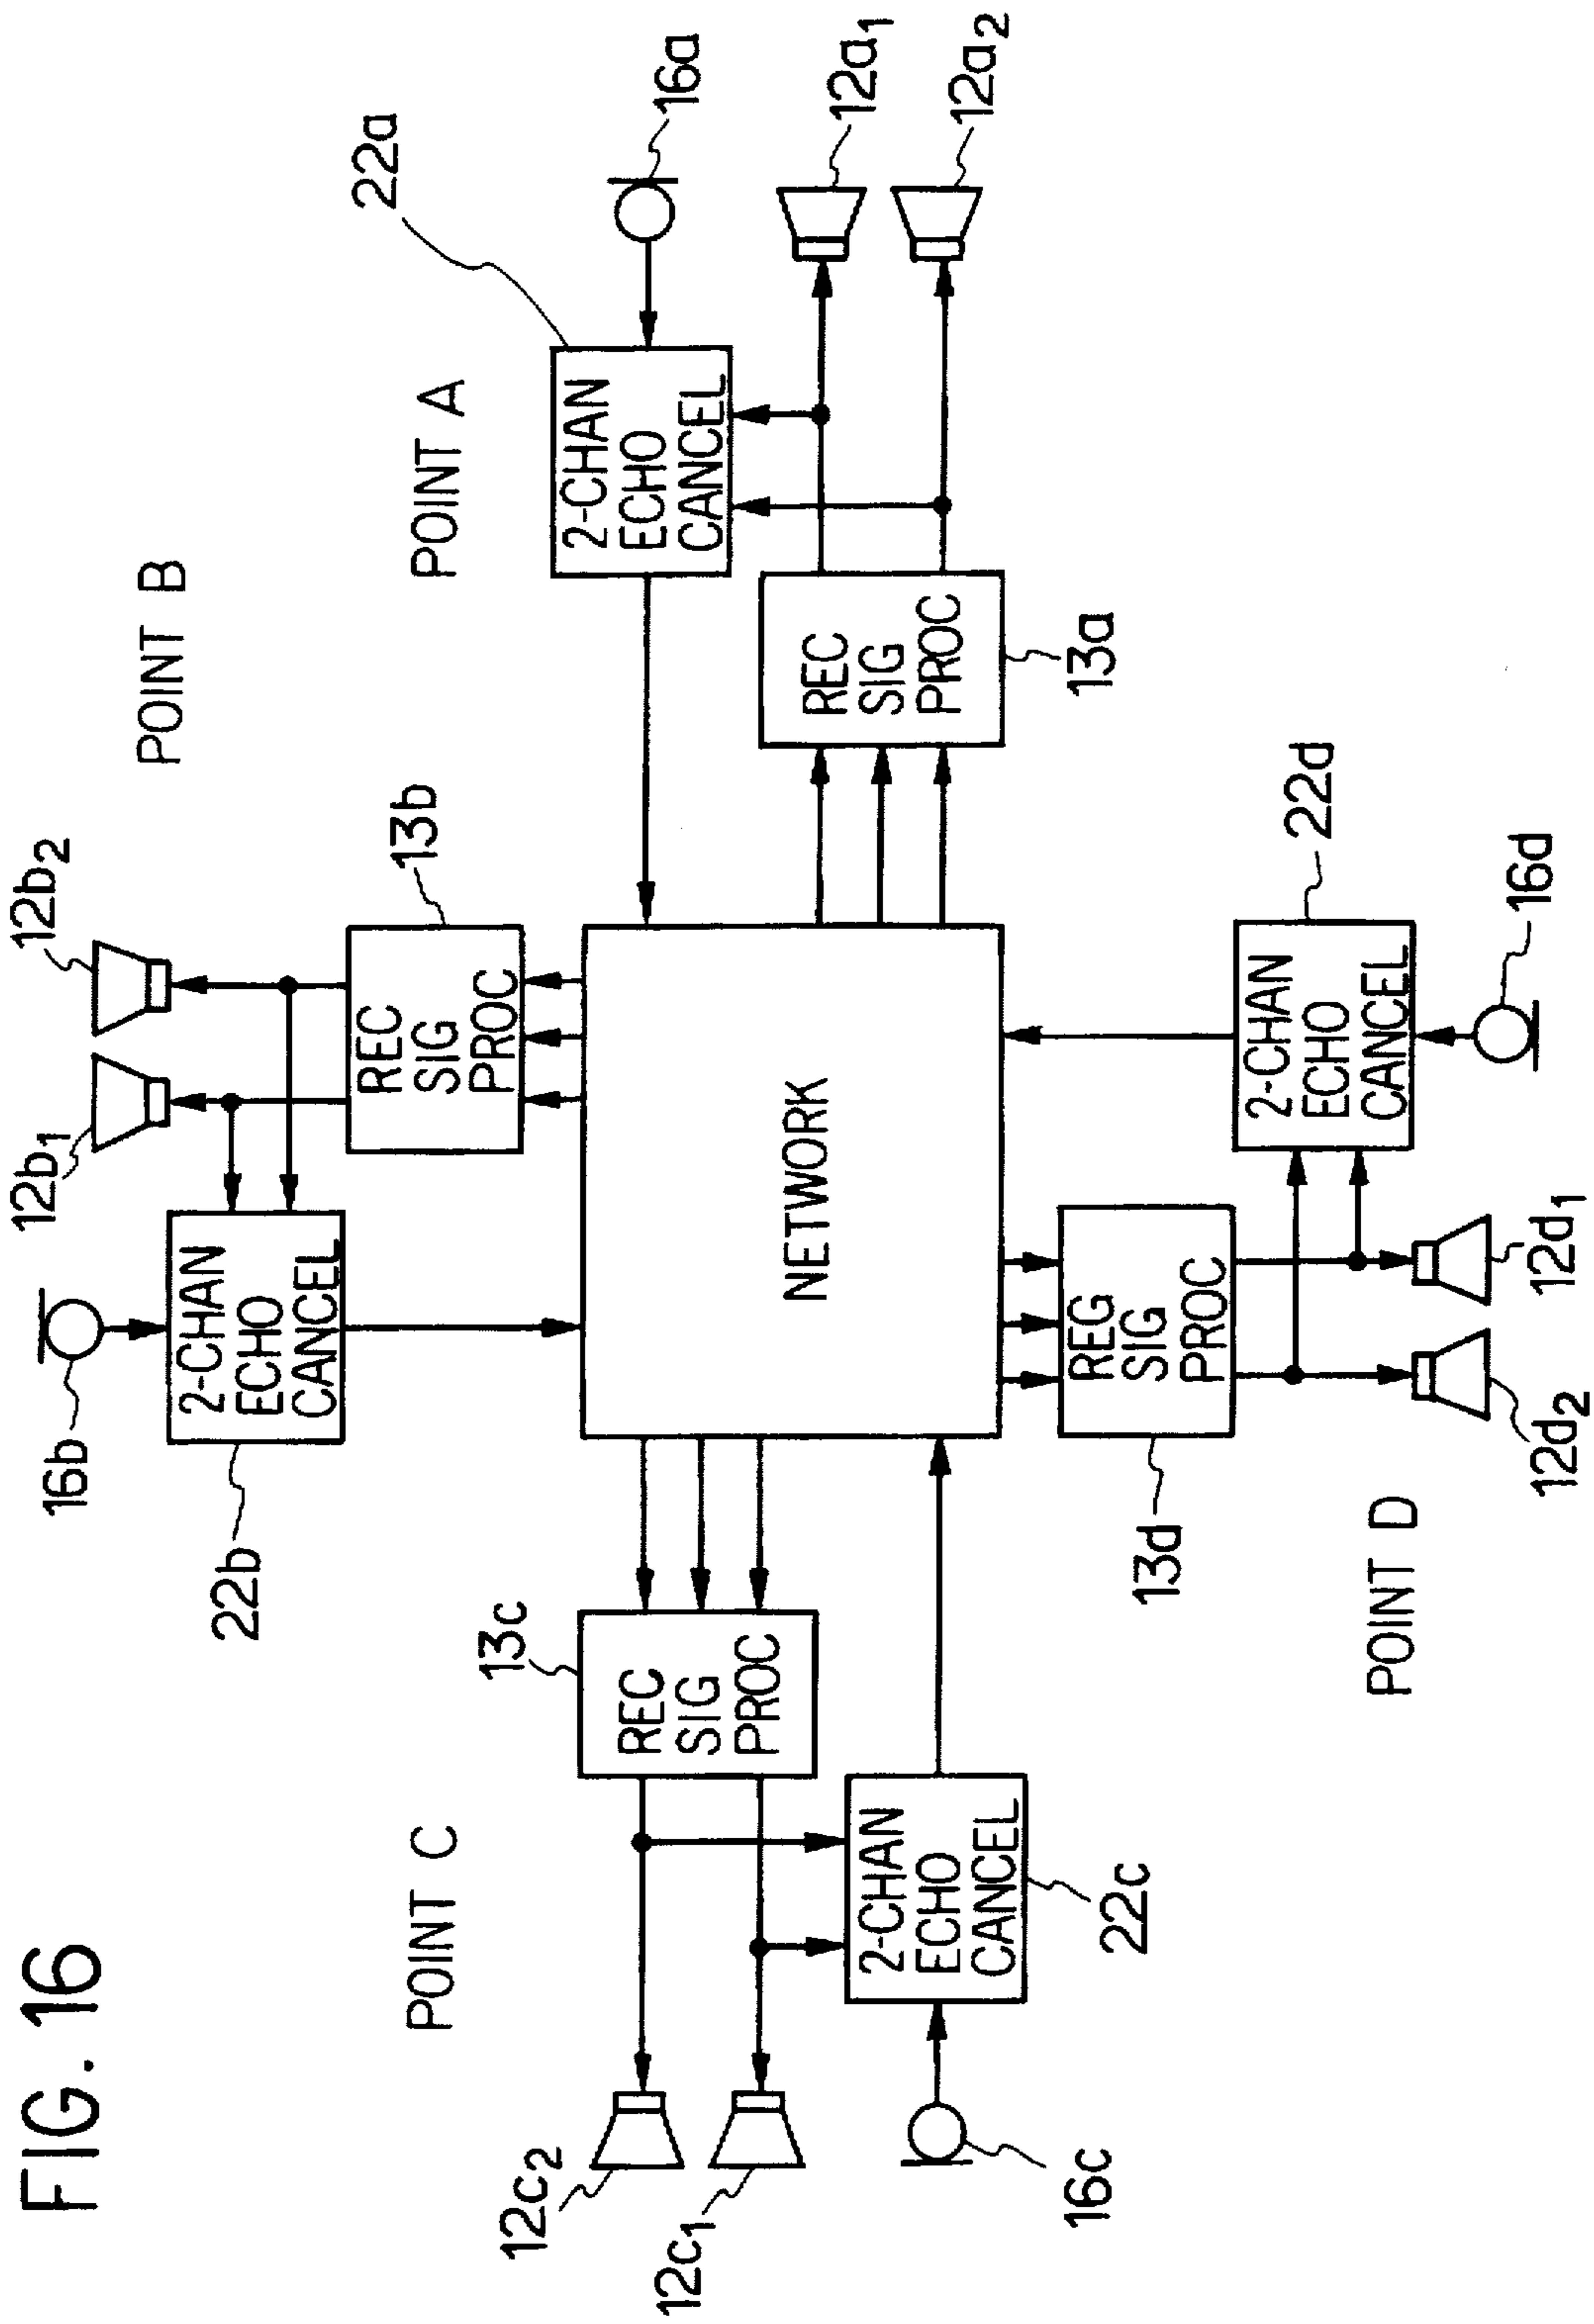 FIG. 16
POINT C
12c2
12c1
16c
13c
REC
SIG
PROC
2-CHAN
ECHO
CANCEL
22c
16b
22b
2-CHAN
ECHO
CANCEL
12b1
12b2
13b
REC
SIG
PROC
POINT B
NETWORK
POINT D
13d
REG
SIG
PROC
12d2
12d1
2-CHAN
ECHO
CANCEL
22d
16d
POINT A
22a
2-CHAN
ECHO
CANCEL
16a
REC
SIG
PROC
13a
12a1
12a2